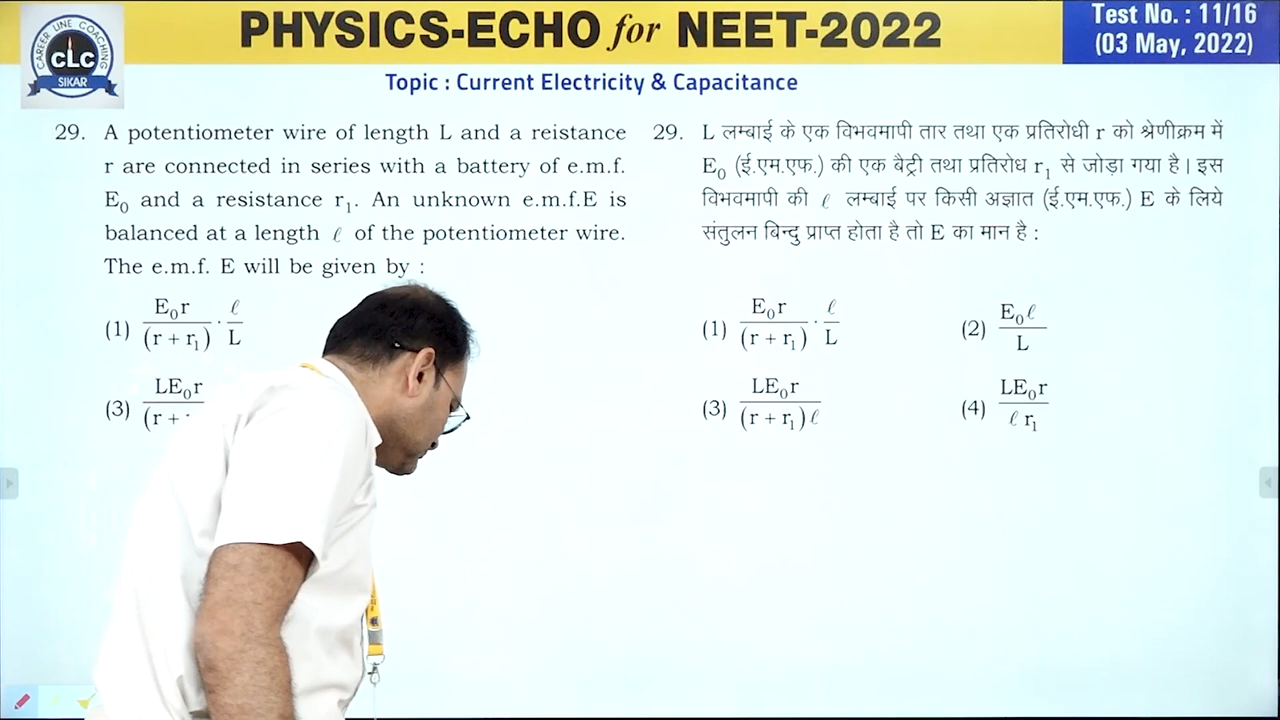 PHYSICS-ECHO for NEET-2022
Test No. : 11/16
(03 May, 2022)
CAREER LINE COACHING
CLC
SIKAR
Topic : Current Electricity & Capacitance
29. A potentiometer wire of length L and a reistance
r are connected in series with a battery of e.m.f.
E₀ and a resistance r₁. An unknown e.m.f.E is
balanced at a length ℓ of the potentiometer wire.
The e.m.f. E will be given by :
(1) E₀r/(r + r₁) · ℓ/L
(3) LE₀r/(r +
29. L लम्बाई के एक विभवमापी तार तथा एक प्रतिरोधी r को श्रेणीक्रम में
E₀ (ई.एम.एफ.) की एक बैट्री तथा प्रतिरोध r₁ से जोड़ा गया है। इस
विभवमापी की ℓ लम्बाई पर किसी अज्ञात (ई.एम.एफ.) E के लिये
संतुलन बिन्दु प्राप्त होता है तो E का मान है :
(1) E₀r/(r + r₁) · ℓ/L (2) E₀ℓ/L
(3) LE₀r/(r + r₁)ℓ (4) LE₀r/ℓ r₁